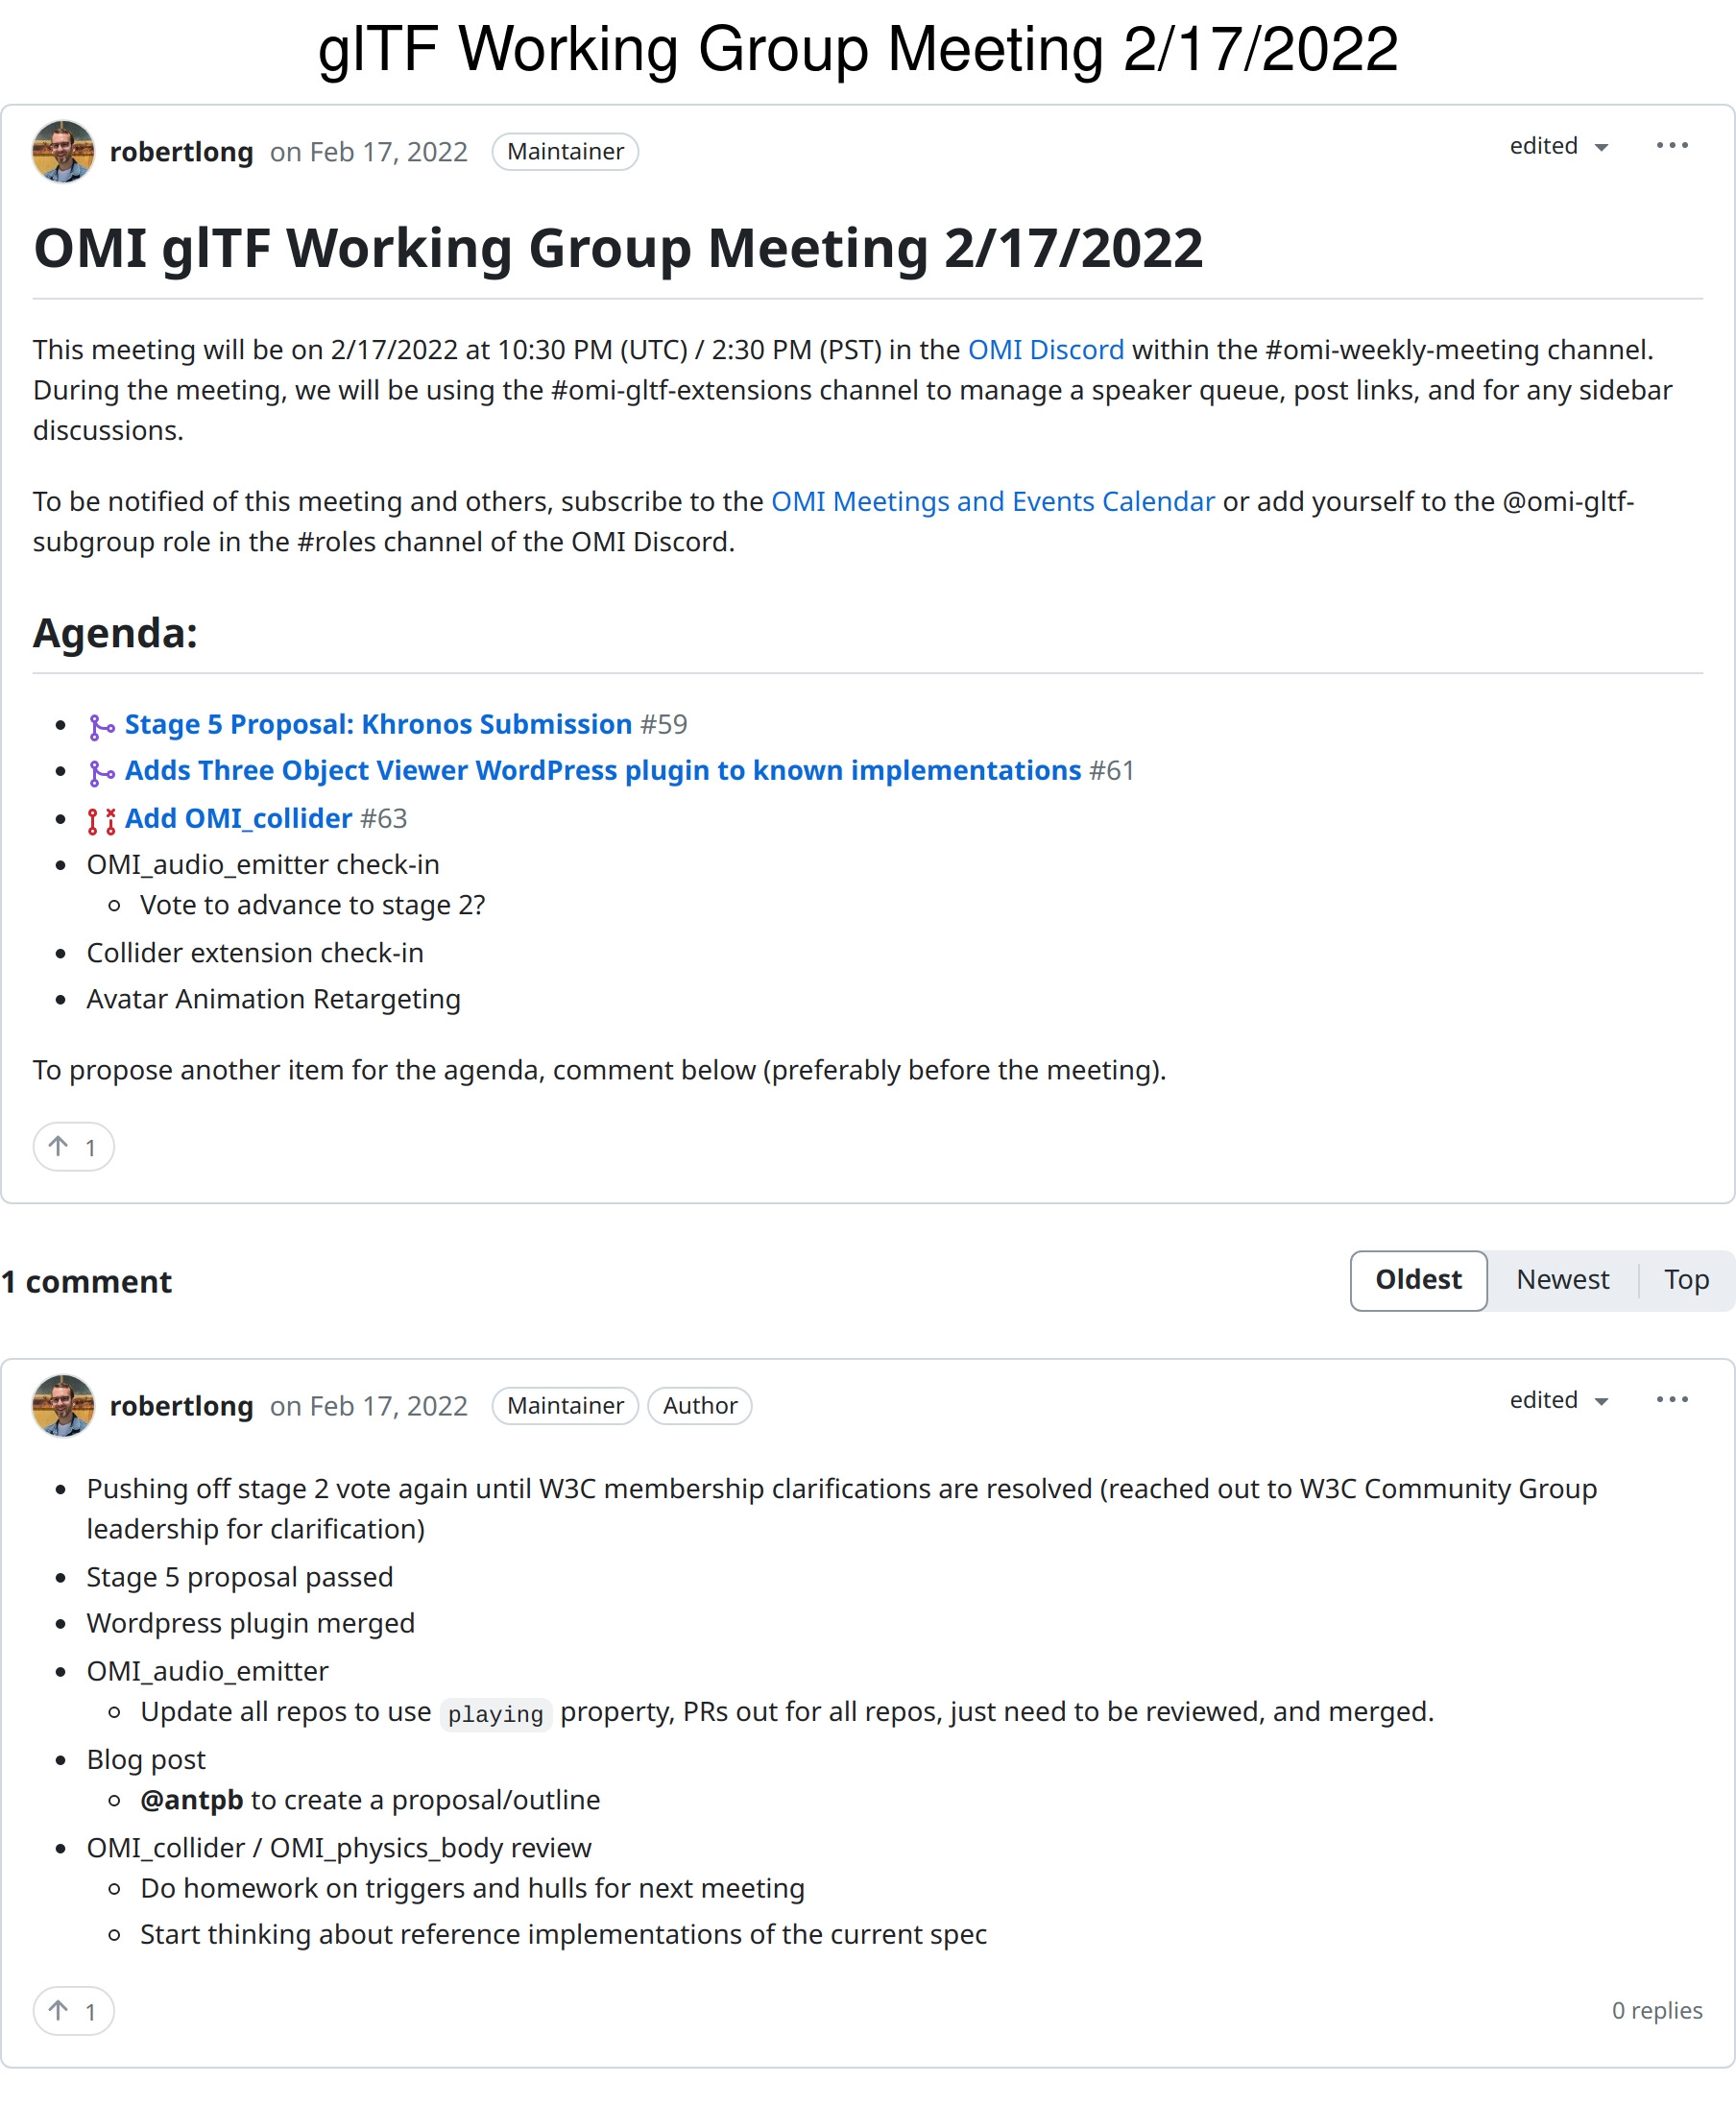 glTF Working Group Meeting 2/17/2022
robertlong on Feb 17, 2022 Maintainer edited
OMI glTF Working Group Meeting 2/17/2022
This meeting will be on 2/17/2022 at 10:30 PM (UTC) / 2:30 PM (PST) in the OMI Discord within the #omi-weekly-meeting channel.
During the meeting, we will be using the #omi-gltf-extensions channel to manage a speaker queue, post links, and for any sidebar
discussions.
To be notified of this meeting and others, subscribe to the OMI Meetings and Events Calendar or add yourself to the @omi-gltf-
subgroup role in the #roles channel of the OMI Discord.
Agenda:
Stage 5 Proposal: Khronos Submission #59
Adds Three Object Viewer WordPress plugin to known implementations #61
Add OMI_collider #63
OMI_audio_emitter check-in
Vote to advance to stage 2?
Collider extension check-in
Avatar Animation Retargeting
To propose another item for the agenda, comment below (preferably before the meeting).
1
1 comment Oldest Newest Top
robertlong on Feb 17, 2022 Maintainer Author edited
Pushing off stage 2 vote again until W3C membership clarifications are resolved (reached out to W3C Community Group
leadership for clarification)
Stage 5 proposal passed
Wordpress plugin merged
OMI_audio_emitter
Update all repos to use playing property, PRs out for all repos, just need to be reviewed, and merged.
Blog post
@antpb to create a proposal/outline
OMI_collider / OMI_physics_body review
Do homework on triggers and hulls for next meeting
Start thinking about reference implementations of the current spec
1 0 replies